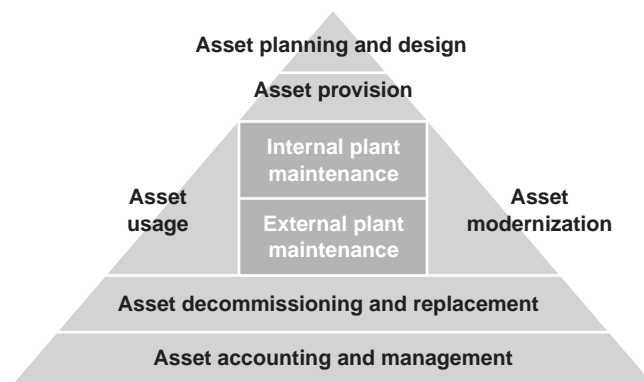 Asset planning and design
Asset provision
Internal plant
maintenance
Asset
usage
External plant
maintenance
Asset
modernization
Asset decommissioning and replacement
Asset accounting and management